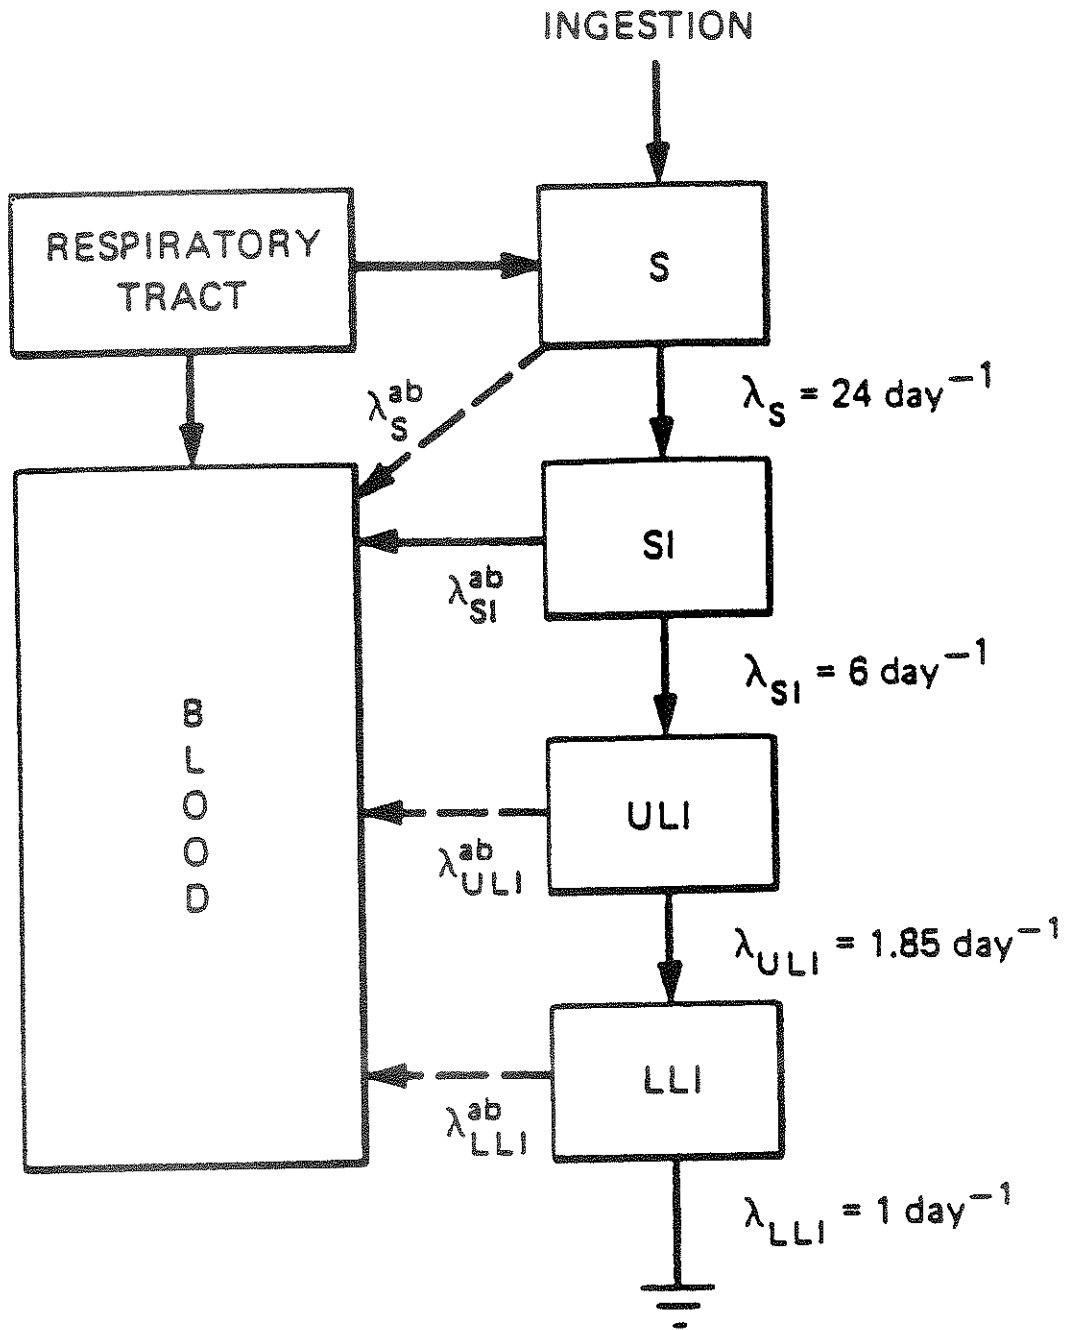 INGESTION
RESPIRATORY
TRACT
S
λ_S^ab
λ_S = 24 day⁻¹
SI
λ_SI^ab
λ_SI = 6 day⁻¹
BLOOD
ULI
λ_ULI^ab
λ_ULI = 1.85 day⁻¹
LLI
λ_LLI^ab
λ_LLI = 1 day⁻¹